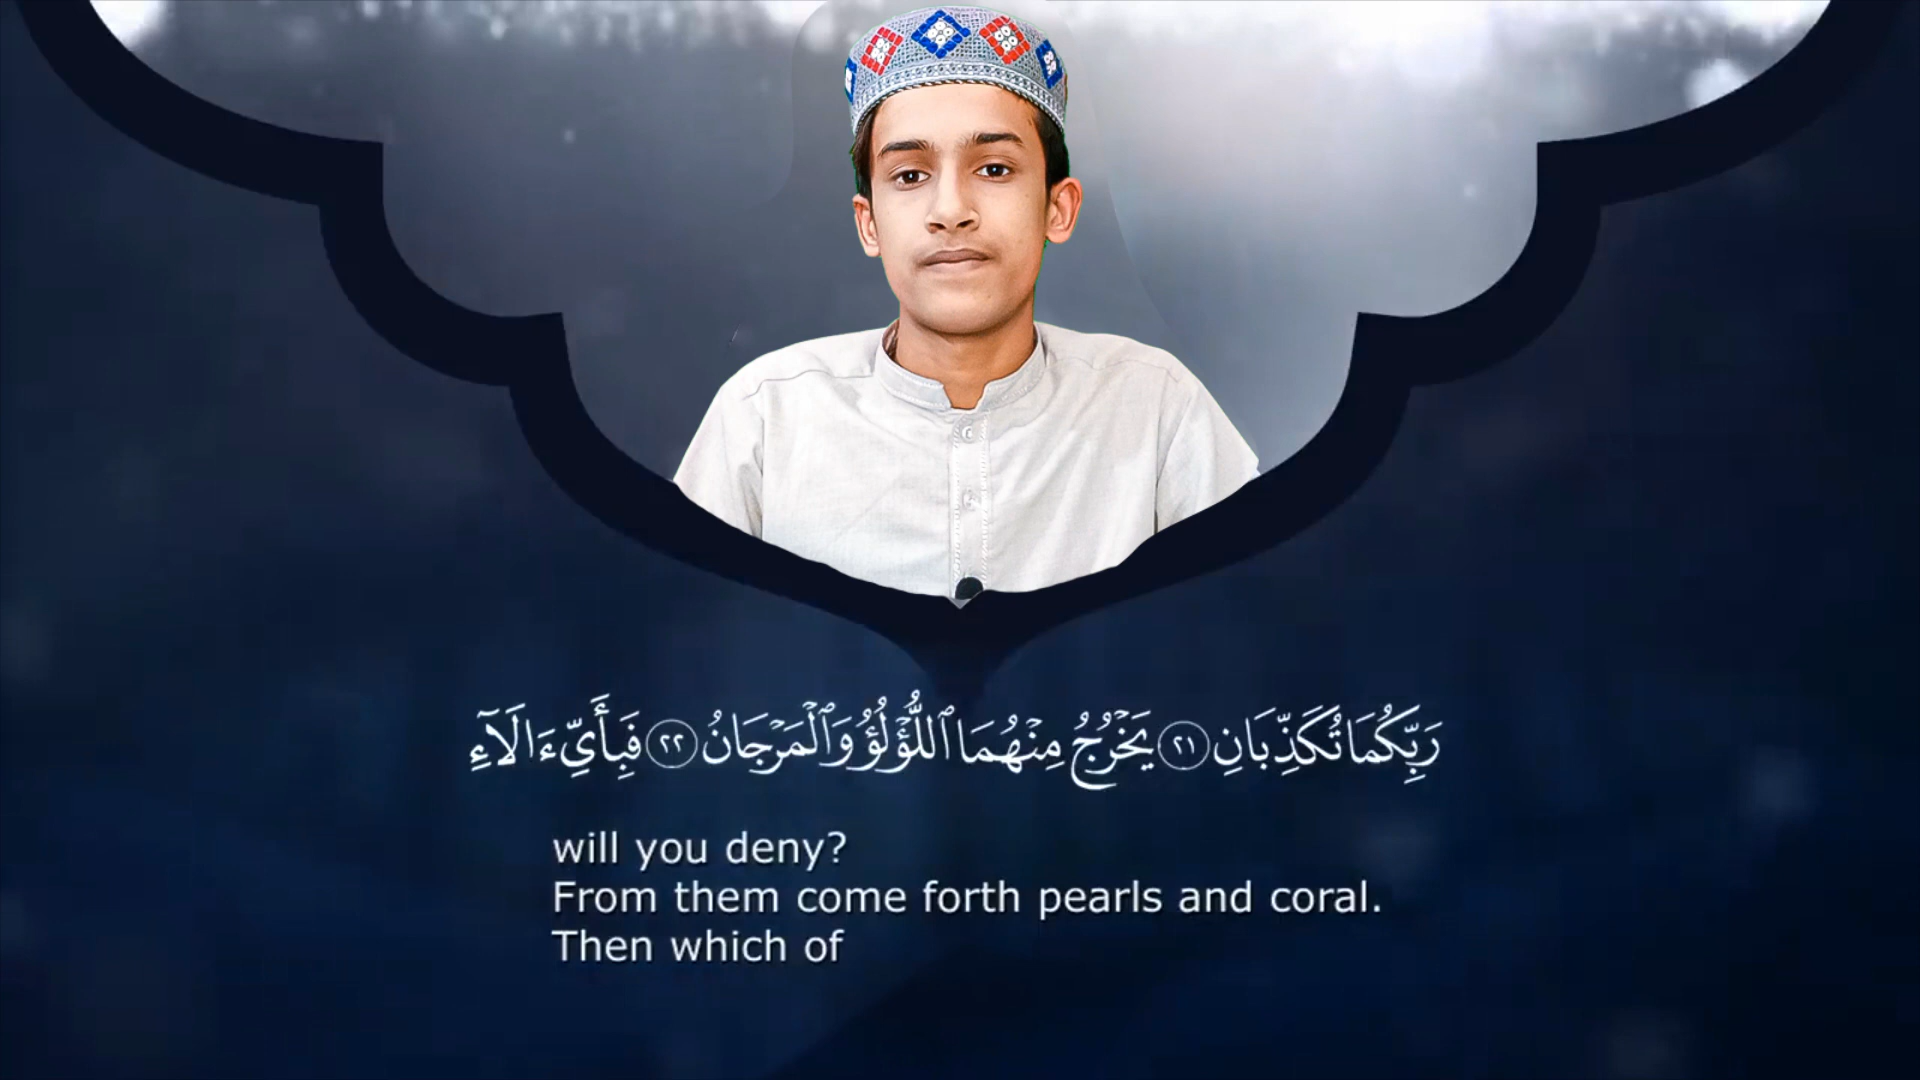 رَبِّكُمَا تُكَذِّبَانِ ٢١ يَخْرُجُ مِنْهُمَا ٱللُّؤْلُؤُ وَٱلْمَرْجَانُ ٢٢ فَبِأَيِّ ءَالَآءِ
will you deny?
From them come forth pearls and coral.
Then which of